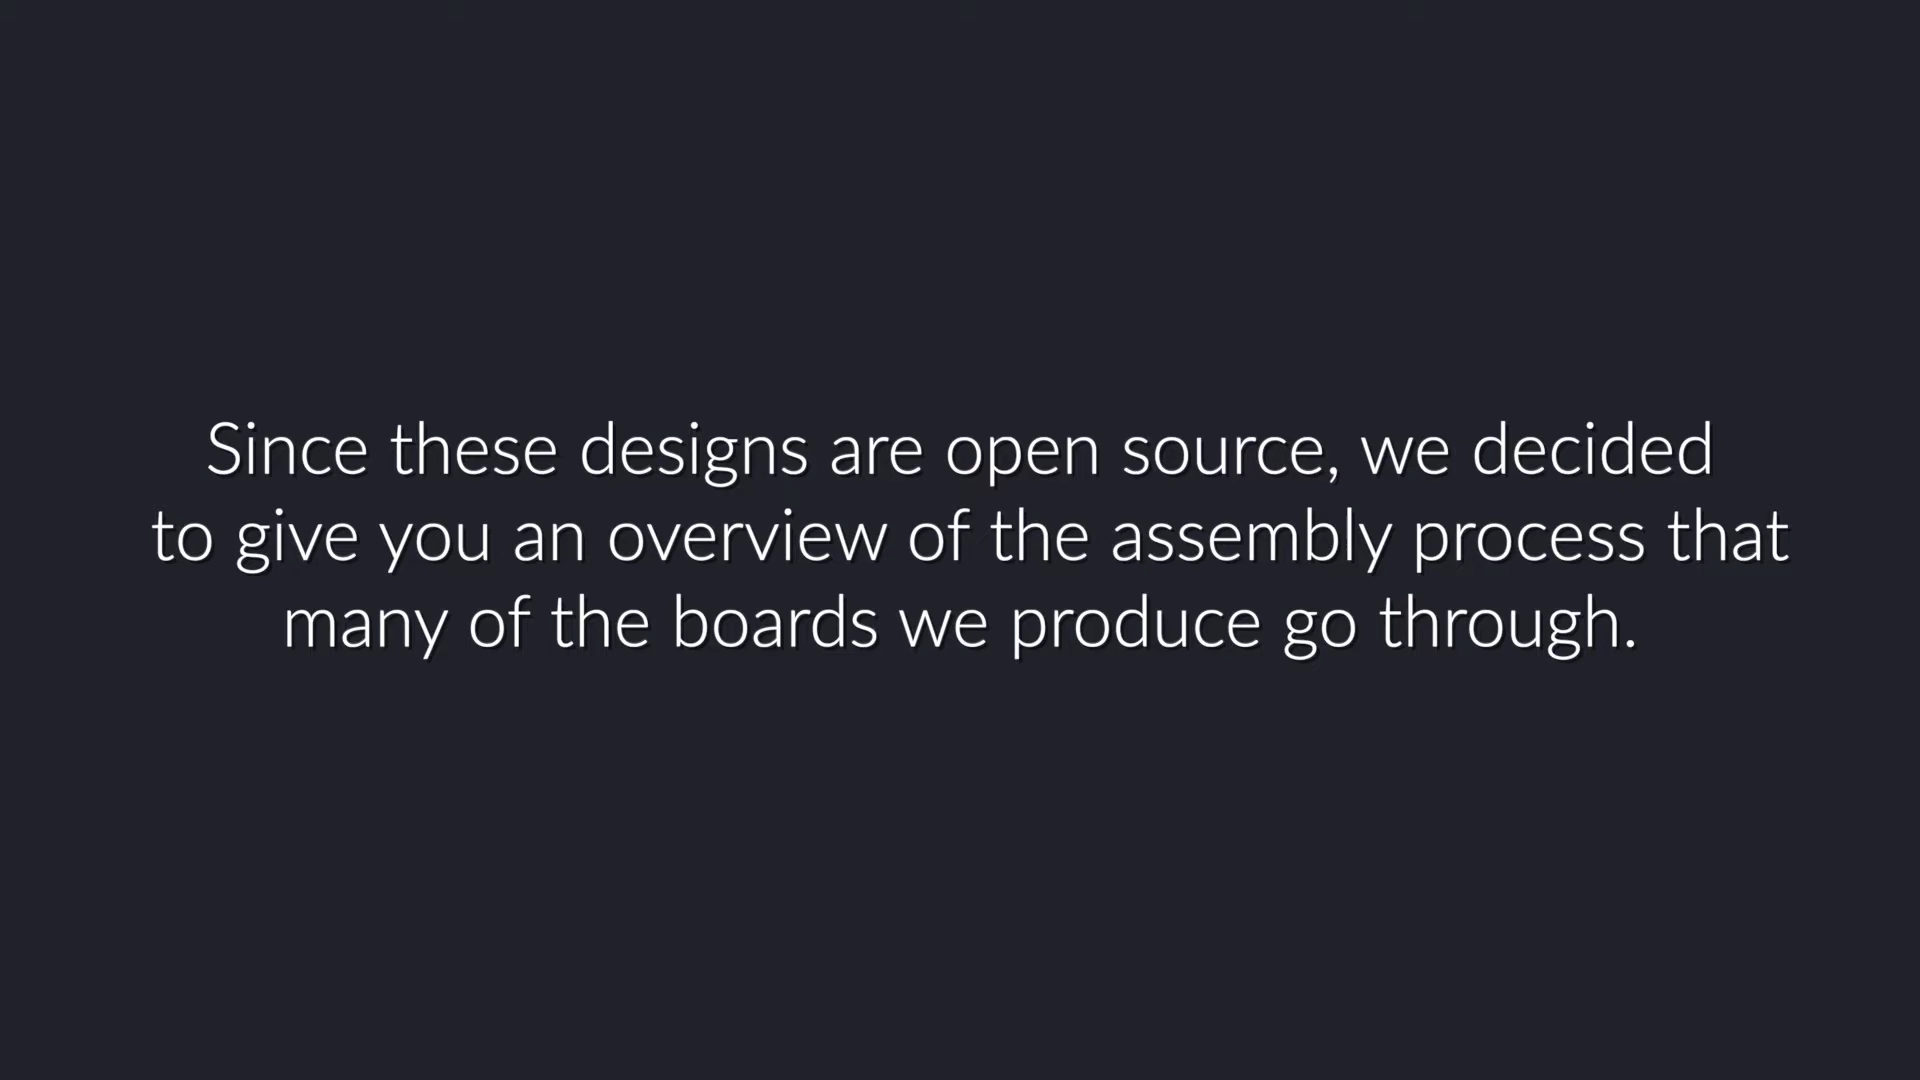 Since these designs are open source, we decided
to give you an overview of the assembly process that
many of the boards we produce go through.